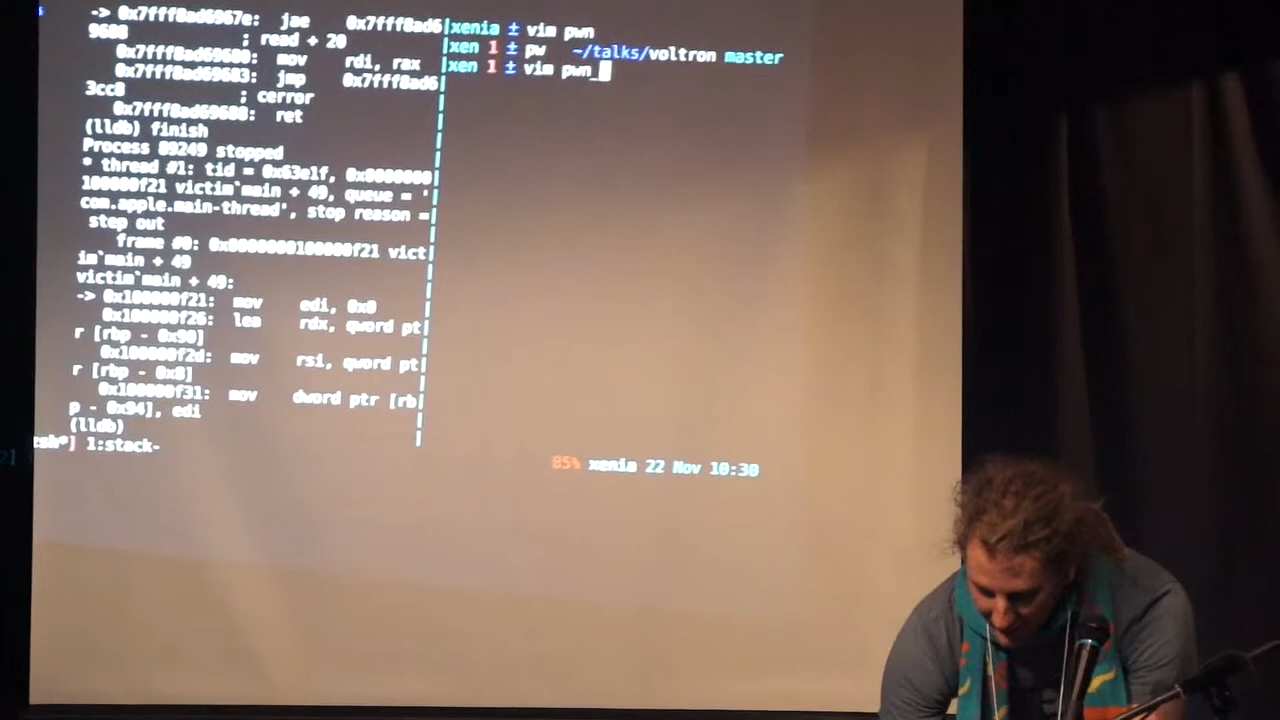 -> 0x7fff8ad6967e: jae 0x7fff8ad6
9688 ; read + 20
0x7fff8ad69680: mov rdi, rax
0x7fff8ad69683: jmp 0x7fff8ad6
3cc8 ; cerror
0x7fff8ad69688: ret
(lldb) finish
Process 89249 stopped
* thread #1: tid = 0x63e1f, 0x0000000
100000f21 victim`main + 49, queue = '
com.apple.main-thread', stop reason =
step out
frame #0: 0x0000000100000f21 vict
im`main + 49
victim`main + 49:
-> 0x100000f21: mov edi, 0x0
0x100000f26: lea rdx, qword pt
r [rbp - 0x90]
0x100000f2d: mov rsi, qword pt
r [rbp - 0x8]
0x100000f31: mov dword ptr [rb
p - 0x94], edi
(lldb)
zsh*] 1:stack-
xenia ± vim pwn
xen 1 ± pw ~/talks/voltron master
xen 1 ± vim pwn_
85% xenia 22 Nov 10:30